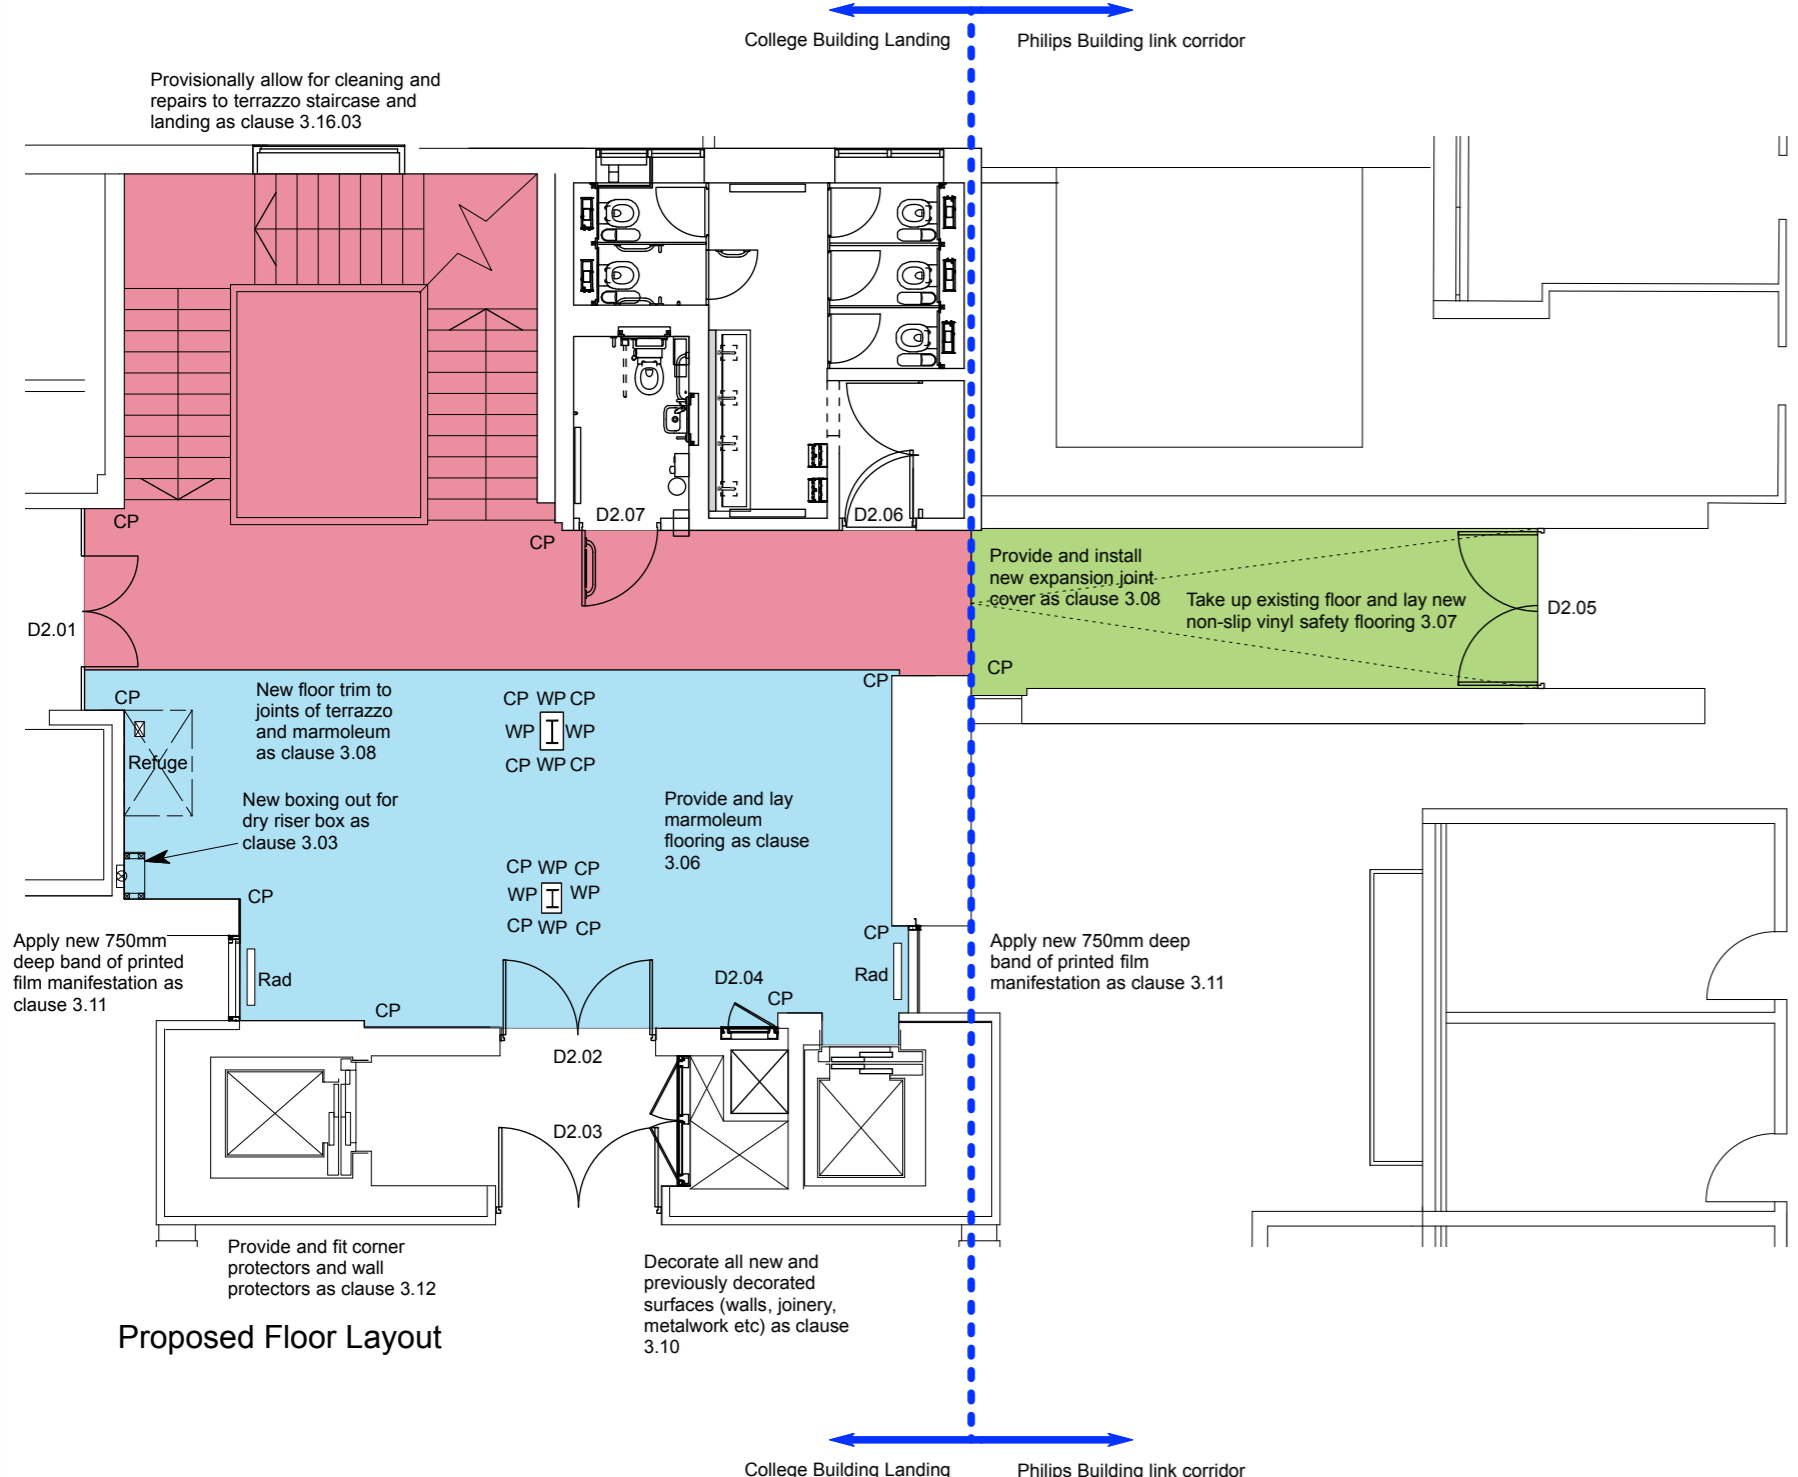 College Building Landing
Philips Building link corridor
Provisionally allow for cleaning and
repairs to terrazzo staircase and
landing as clause 3.16.03
CP
CP
D2.07
D2.06
D2.01
Provide and install
new expansion joint
cover as clause 3.08
Take up existing floor and lay new
non-slip vinyl safety flooring 3.07
D2.05
CP
CP
CP
New floor trim to
joints of terrazzo
and marmoleum
as clause 3.08
CP WP CP
WP WP
CP WP CP
Refuge
New boxing out for
dry riser box as
clause 3.03
Provide and lay
marmoleum
flooring as clause
3.06
CP WP CP
WP WP
CP WP CP
CP
CP
Apply new 750mm
deep band of printed
film manifestation as
clause 3.11
Rad
CP
D2.04
CP
Rad
Apply new 750mm deep
band of printed film
manifestation as clause 3.11
D2.02
D2.03
Provide and fit corner
protectors and wall
protectors as clause 3.12
Decorate all new and
previously decorated
surfaces (walls, joinery,
metalwork etc) as clause
3.10
Proposed Floor Layout
College Building Landing
Philips Building link corridor